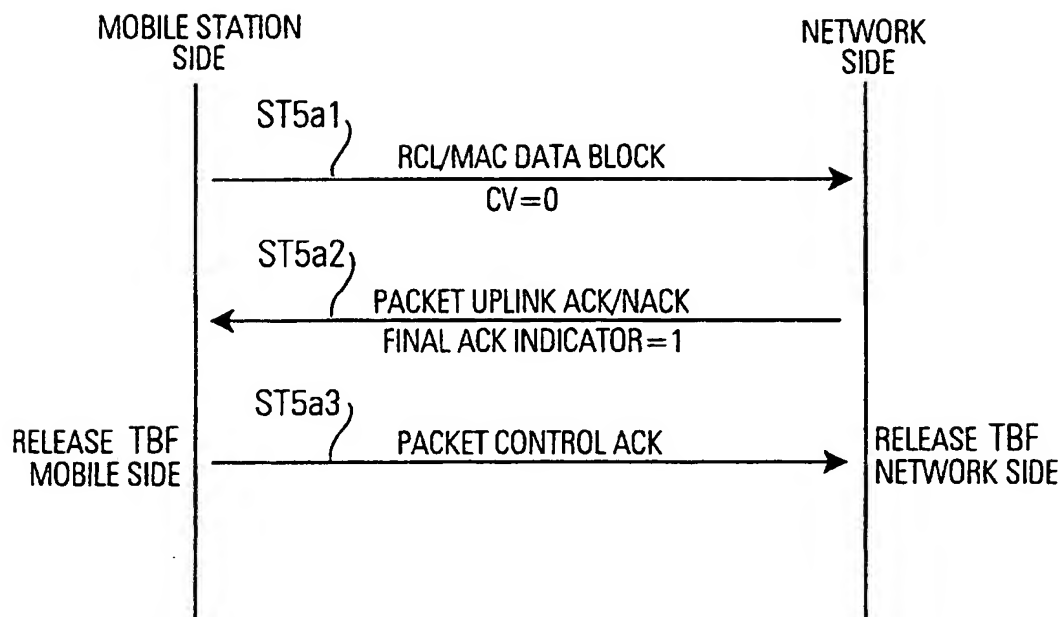 MOBILE STATION
SIDE
NETWORK
SIDE
ST5a1
RCL/MAC DATA BLOCK
CV=0
ST5a2
PACKET UPLINK ACK/NACK
FINAL ACK INDICATOR=1
ST5a3
RELEASE TBF
MOBILE SIDE
PACKET CONTROL ACK
RELEASE TBF
NETWORK SIDE